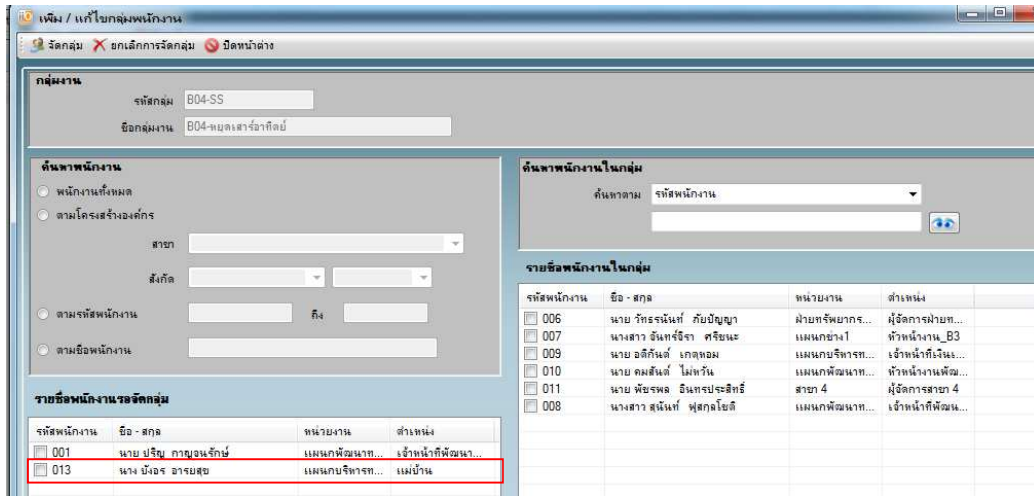 เพิ่ม / แก้ไขกลุ่มพนักงาน
จัดกลุ่ม ยกเลิกการจัดกลุ่ม ปิดหน้าต่าง
กลุ่มงาน
รหัสกลุ่ม B04-SS
ชื่อกลุ่มงาน B04-หยุดเสาร์อาทิตย์
ค้นหาพนักงาน
พนักงานทั้งหมด
ตามโครงสร้างองค์กร
สาขา
สังกัด
ตามรหัสพนักงาน ถึง
ตามชื่อพนักงาน
รายชื่อพนักงานรอจัดกลุ่ม
รหัสพนักงาน ชื่อ - สกุล หน่วยงาน ตำแหน่ง
001 นาย ปริญ กาญจนรักษ์ แผนกพัฒนาท... เจ้าหน้าที่พัฒนา...
013 นาง บังอร อารยสุข แผนกบริหารท... แม่บ้าน
ค้นหาพนักงานในกลุ่ม
ค้นหาตาม รหัสพนักงาน
รายชื่อพนักงานในกลุ่ม
รหัสพนักงาน ชื่อ - สกุล หน่วยงาน ตำแหน่ง
006 นาย วัทธรนันท์ ภัยปัญญา ฝ่ายทรัพยากร... ผู้จัดการฝ่ายท...
007 นางสาว จันทร์จิรา ศรีชนะ แผนกช่าง1 หัวหน้างาน_B3
009 นาย อติกันต์ เกตุหอม แผนกบริหารท... เจ้าหน้าที่เงินเ...
010 นาย คมสันต์ ไม่หวัน แผนกพัฒนาท... หัวหน้างานพัฒ...
011 นาย พัชรพล อินทรประสิทธิ์ สาขา 4 ผู้จัดการสาขา 4
008 นางสาว สุนันท์ ฟุสกุลโชติ แผนกพัฒนาท... เจ้าหน้าที่พัฒน...